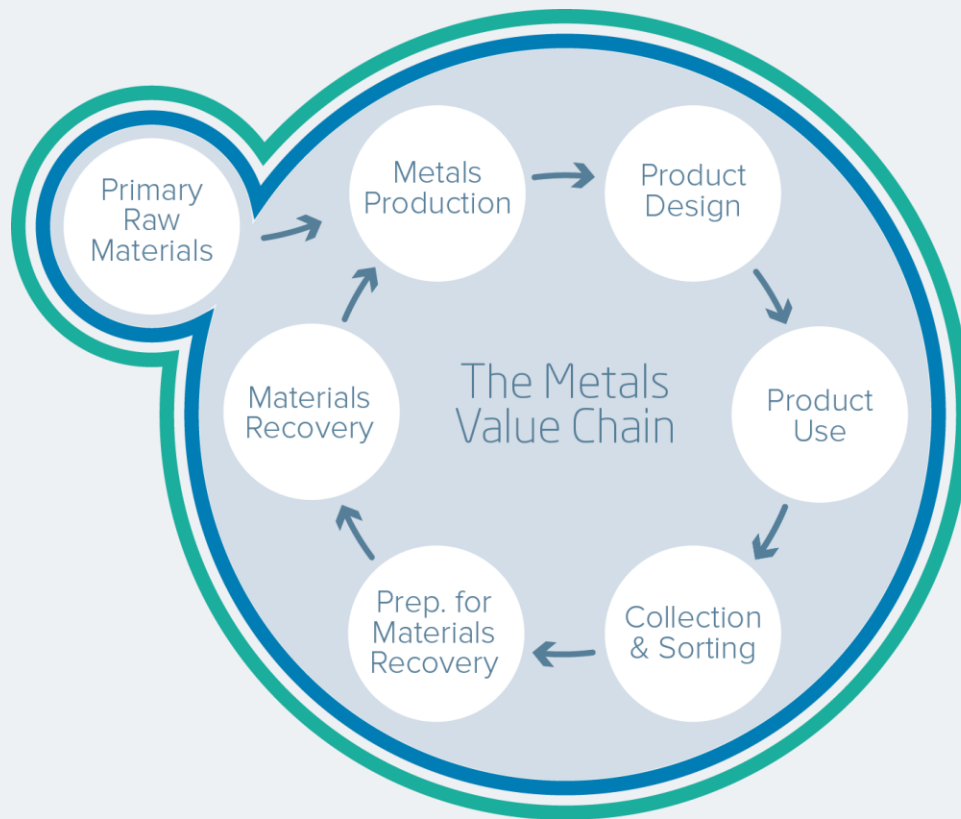 Primary
Raw
Materials
Metals
Production
Product
Design
Product
Use
Collection
& Sorting
Prep. for
Materials
Recovery
Materials
Recovery
The Metals
Value Chain